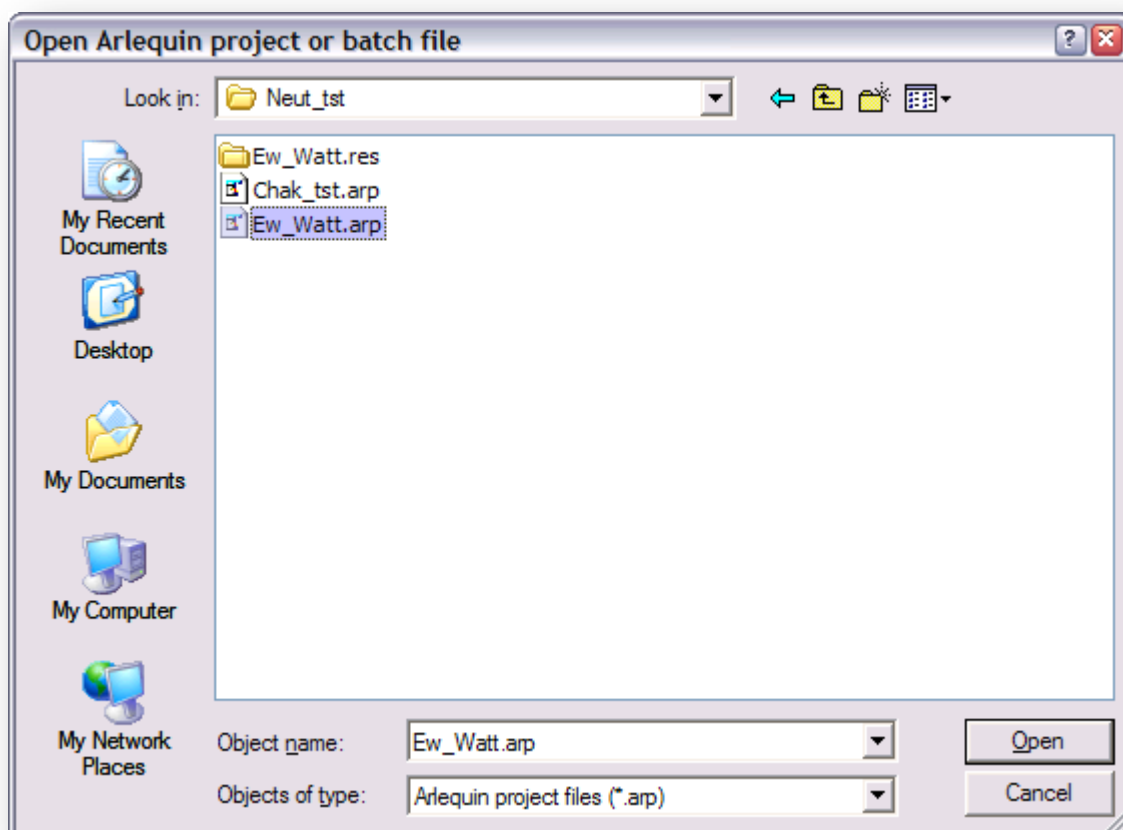 Open Arlequin project or batch file
Look in:
Neut_tst
Ew_Watt.res
Chak_tst.arp
Ew_Watt.arp
My Recent
Documents
Desktop
My Documents
My Computer
My Network
Places
Object name:
Ew_Watt.arp
Open
Objects of type:
Arlequin project files (*.arp)
Cancel